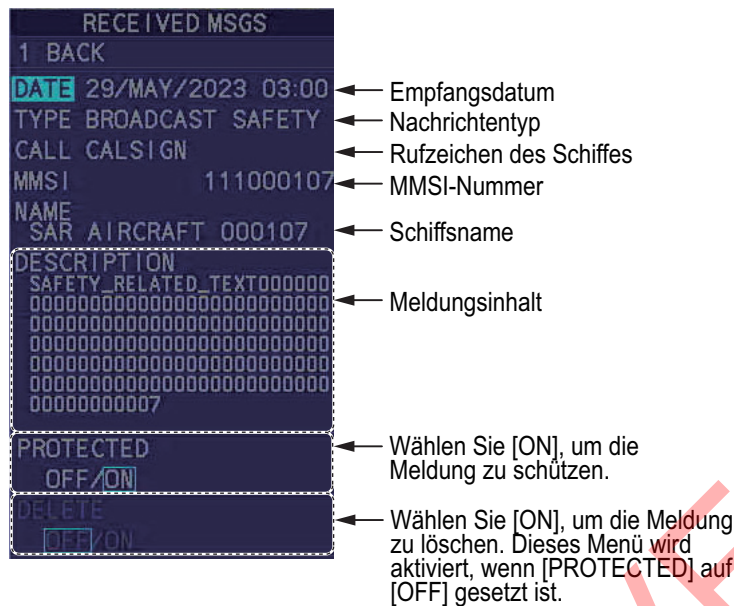 RECEIVED MSGS
1 BACK
DATE 29/MAY/2023 03:00 Empfangsdatum
TYPE BROADCAST SAFETY Nachrichtentyp
CALL CALSIGN Rufzeichen des Schiffes
MMSI 111000107 MMSI-Nummer
NAME
SAR AIRCRAFT 000107 Schiffsname
DESCRIPTION
SAFETY_RELATED_TEXT000000
0000000000000000000000000 Meldungsinhalt
0000000000000000000000000
0000000000000000000000000
0000000000000000000000000
0000000000000000000000000
00000000007
PROTECTED Wählen Sie [ON], um die
OFF/ON Meldung zu schützen.
DELETE Wählen Sie [ON], um die Meldung
OFF/ON zu löschen. Dieses Menü wird
aktiviert, wenn [PROTECTED] auf
[OFF] gesetzt ist.